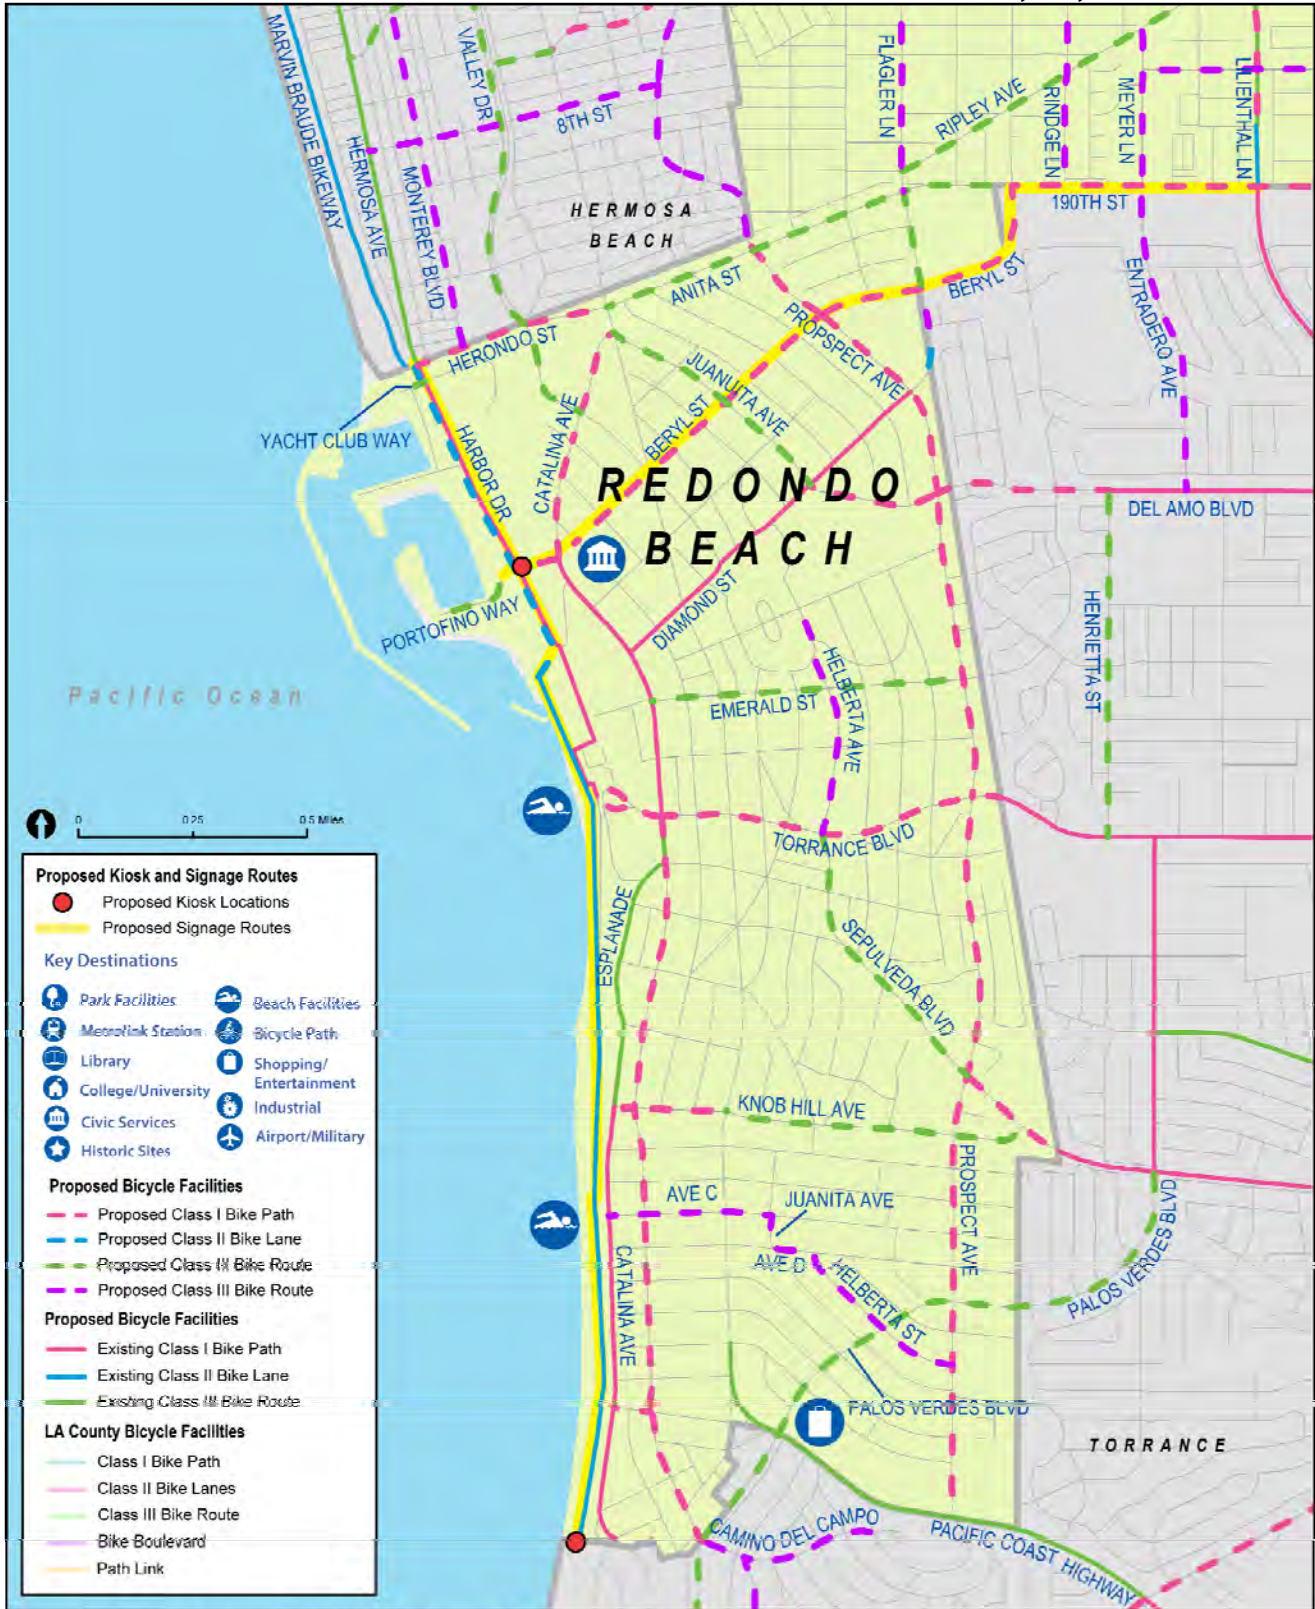 MARVIN BRAUDE BIKEWAY
HERMOSA AVE
MONTEREY BLVD
VALLEY DR
8TH ST
HERMOSA
BEACH
FLAGLER LN
RIPLEY AVE
RINDGE LN
MEYER LN
LILIENTHAL LN
190TH ST
BERYL ST
ENTRADERO AVE
ANITA ST
HERONDO ST
PROPSPECT AVE
JUANUITA AVE
YACHT CLUB WAY
HARBOR DR
CATALINA AVE
BERYL ST
REDONDO
BEACH
DEL AMO BLVD
DIAMOND ST
PORTOFINO WAY
HENRIETTA ST
Pacific Ocean
EMERALD ST
HELBERTA AVE
TORRANCE BLVD
ESPLANADE
SEPULVEDA BLVD
KNOB HILL AVE
AVE C
JUANITA AVE
AVE D
HELBERTA ST
PROSPECT AVE
PALOS VERDES BLVD
CATALINA AVE
PALOS VERDES BLVD
TORRANCE
CAMINO DEL CAMPO
PACIFIC COAST HIGHWAY
0 0.25 0.5 Miles
Proposed Kiosk and Signage Routes
Proposed Kiosk Locations
Proposed Signage Routes
Key Destinations
Park Facilities
Metrolink Station
Library
College/University
Civic Services
Historic Sites
Beach Facilities
Bicycle Path
Shopping/
Entertainment
Industrial
Airport/Military
Proposed Bicycle Facilities
Proposed Class I Bike Path
Proposed Class II Bike Lane
Proposed Class III Bike Route
Proposed Class III Bike Route
Proposed Bicycle Facilities
Existing Class I Bike Path
Existing Class II Bike Lane
Existing Class III Bike Route
LA County Bicycle Facilities
Class I Bike Path
Class II Bike Lanes
Class III Bike Route
Bike Boulevard
Path Link